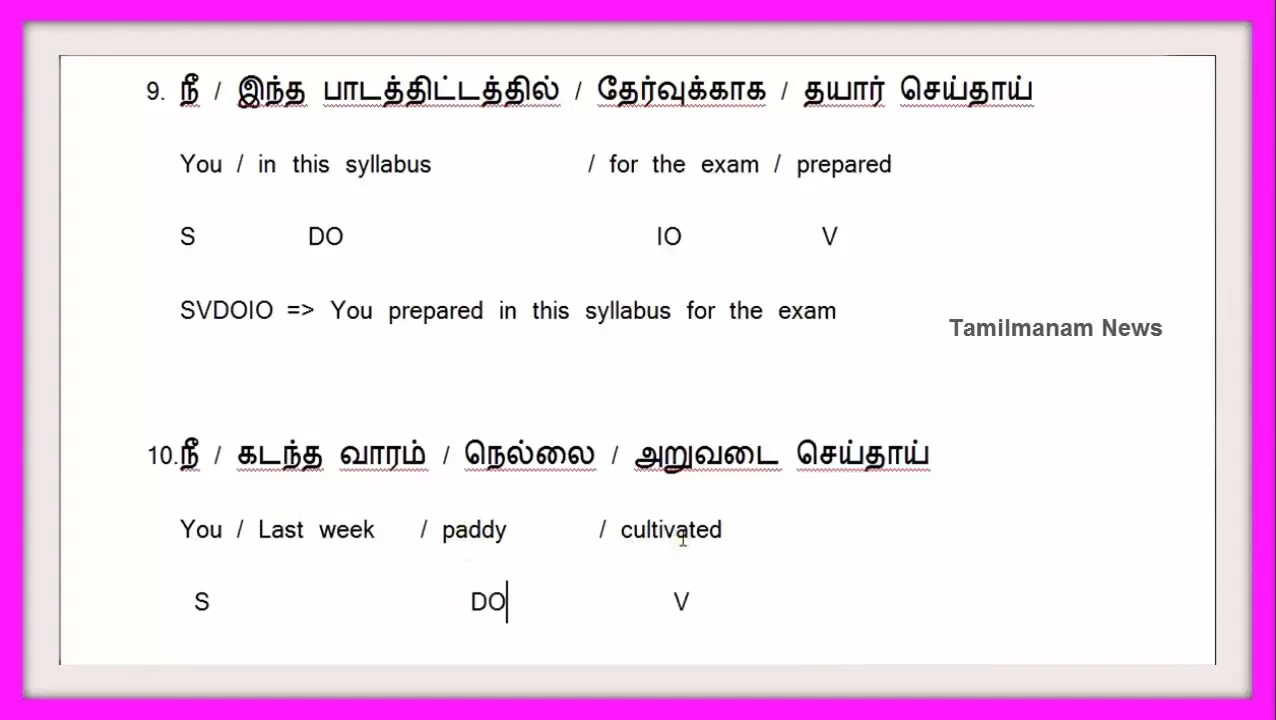 9. நீ / இந்த பாடத்திட்டத்தில் / தேர்வுக்காக / தயார் செய்தாய்
You / in this syllabus / for the exam / prepared
S DO IO V
SVDOIO => You prepared in this syllabus for the exam
Tamilmanam News
10.நீ / கடந்த வாரம் / நெல்லை / அறுவடை செய்தாய்
You / Last week / paddy / cultivated
S DO V